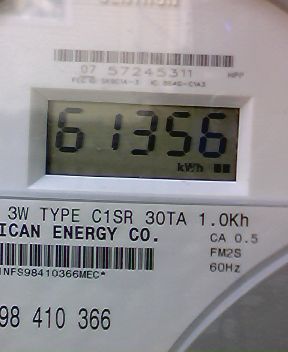 07 57245311 HPP
61356
kWh
3W TYPE C1SR 30TA 1.0Kh
ICAN ENERGY CO. CA 0.5
FM2S
INFS98410366MEC* 60Hz
98 410 366